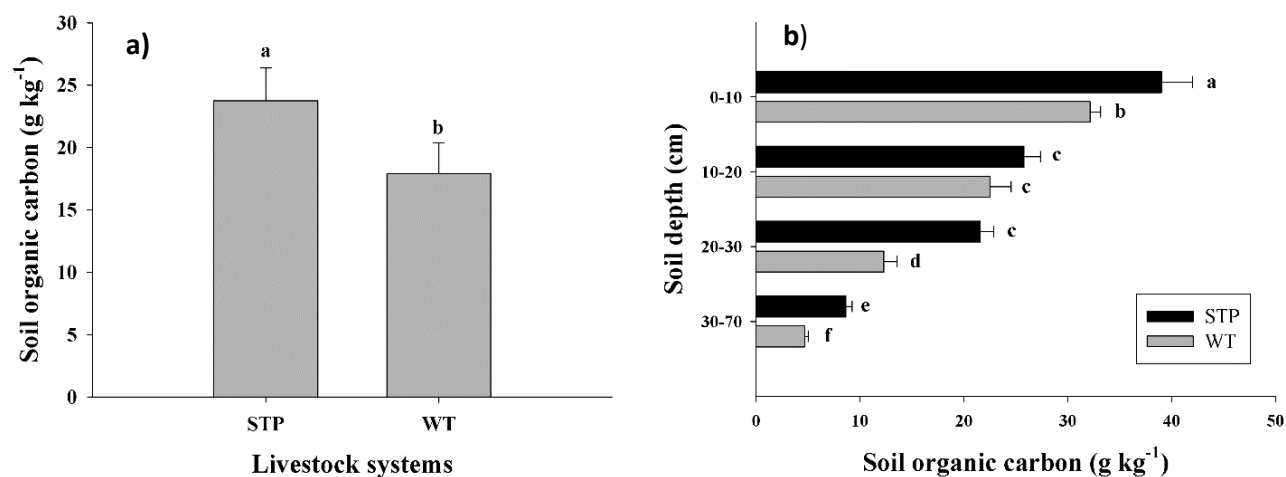 a)
Soil organic carbon (g kg-1)
30
25
20
15
10
5
0
a
b
STP
WT
Livestock systems
b)
Soil depth (cm)
0-10
10-20
20-30
30-70
a
b
c
c
c
d
e
f
STP
WT
0
10
20
30
40
50
Soil organic carbon (g kg-1)